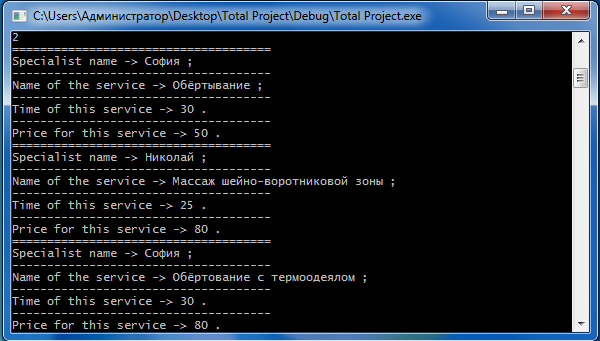 C:\Users\Администратор\Desktop\Total Project\Debug\Total Project.exe
2
=====================================
Specialist name -> София ;
-------------------------------------
Name of the service -> Обёртывание ;
-------------------------------------
Time of this service -> 30 .
-------------------------------------
Price for this service -> 50 .
=====================================
Specialist name -> Николай ;
-------------------------------------
Name of the service -> Массаж шейно-воротниковой зоны ;
-------------------------------------
Time of this service -> 25 .
-------------------------------------
Price for this service -> 80 .
=====================================
Specialist name -> София ;
-------------------------------------
Name of the service -> Обёртование с термоодеялом ;
-------------------------------------
Time of this service -> 30 .
-------------------------------------
Price for this service -> 80 .